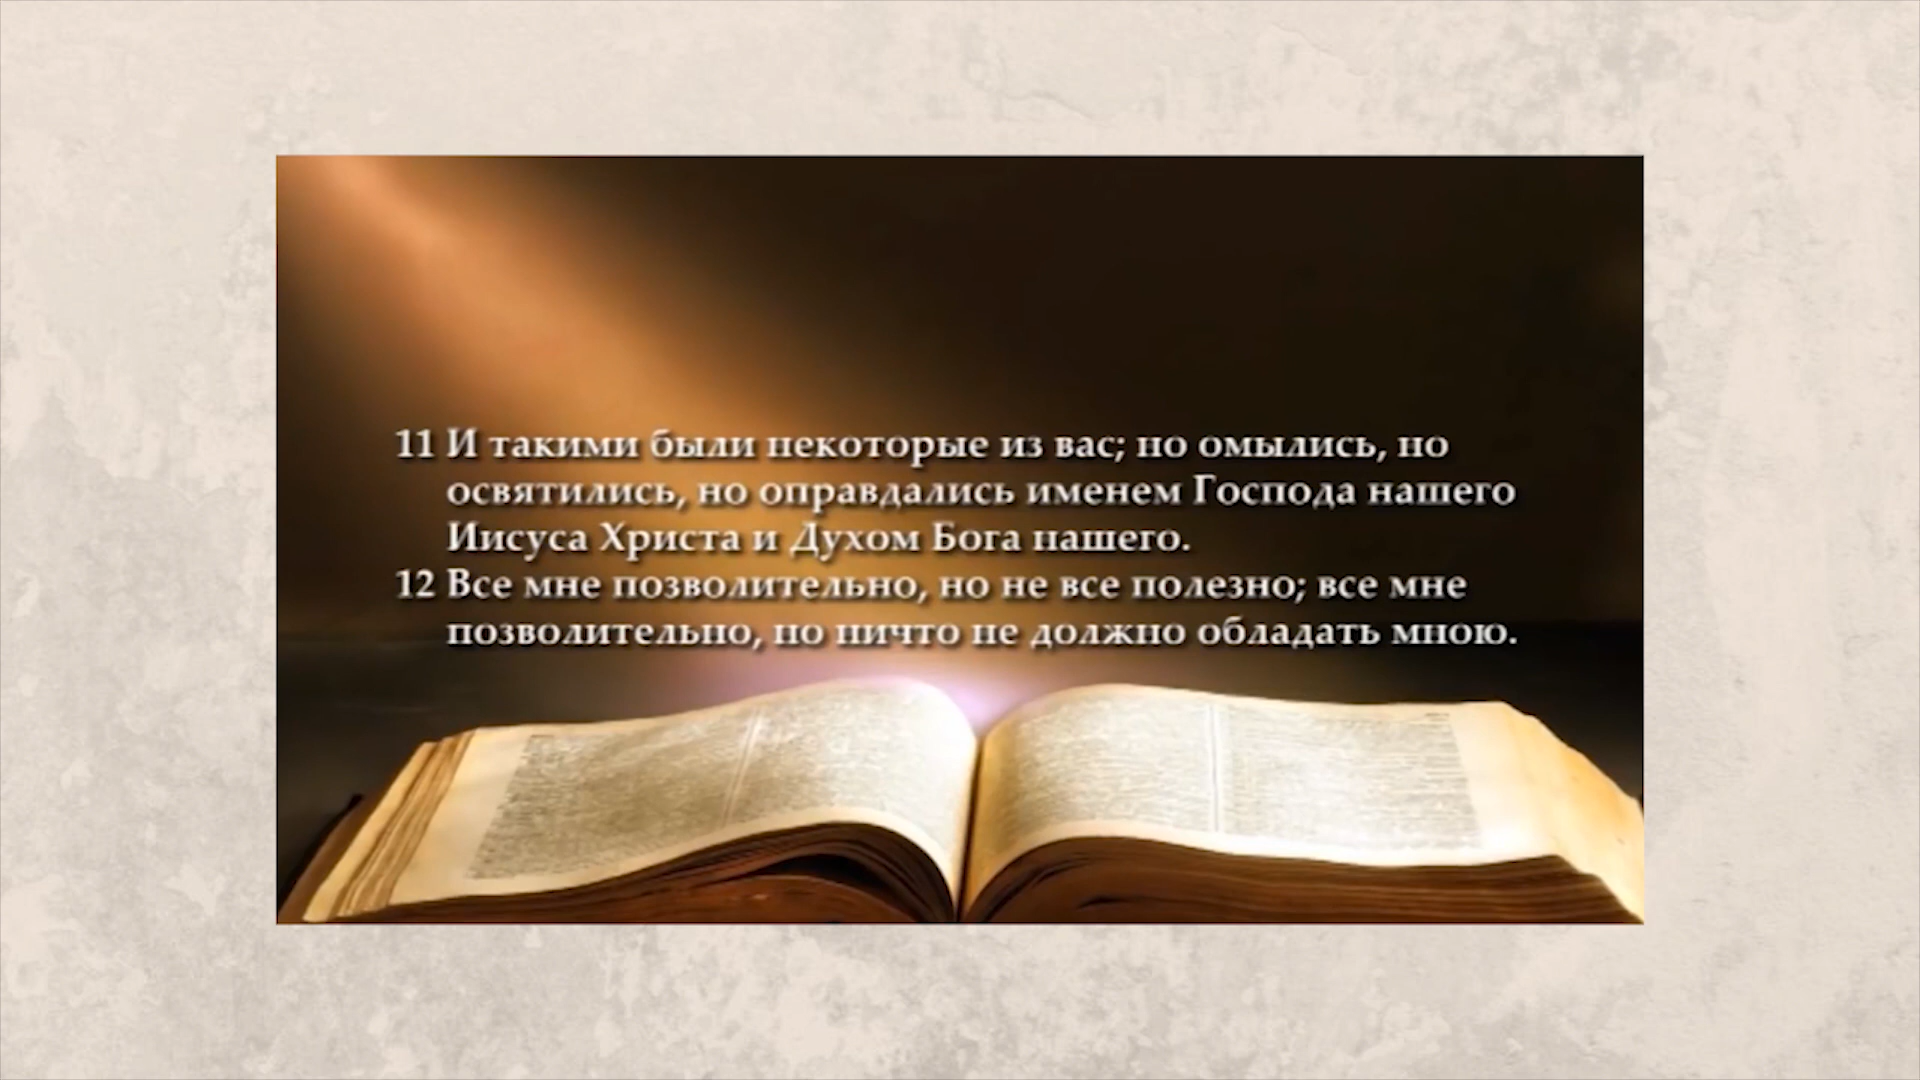 11 И такими были некоторые из вас; но омылись, но
освятились, но оправдались именем Господа нашего
Иисуса Христа и Духом Бога нашего.
12 Все мне позволительно, но не все полезно; все мне
позволительно, но ничто не должно обладать мною.